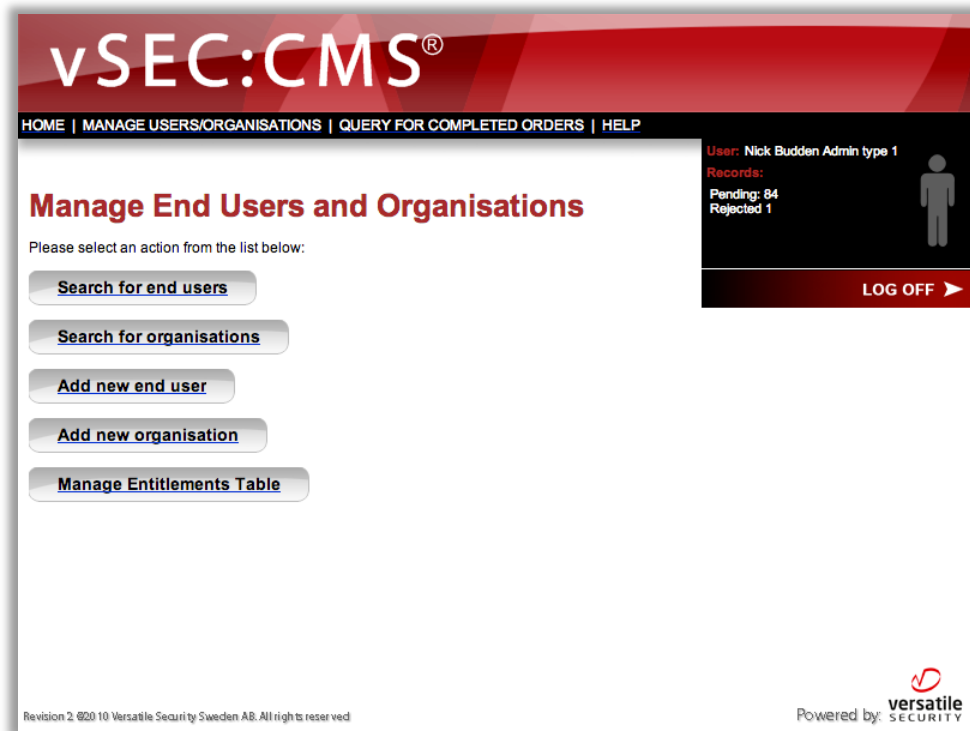 vSEC:CMS®
HOME | MANAGE USERS/ORGANISATIONS | QUERY FOR COMPLETED ORDERS | HELP
User: Nick Budden Admin type 1
Records:
Pending: 84
Rejected 1
LOG OFF
Manage End Users and Organisations
Please select an action from the list below:
Search for end users
Search for organisations
Add new end user
Add new organisation
Manage Entitlements Table
Revision 2 ©2010 Versatile Security Sweden AB. All rights reserved
Powered by: versatile
SECURITY